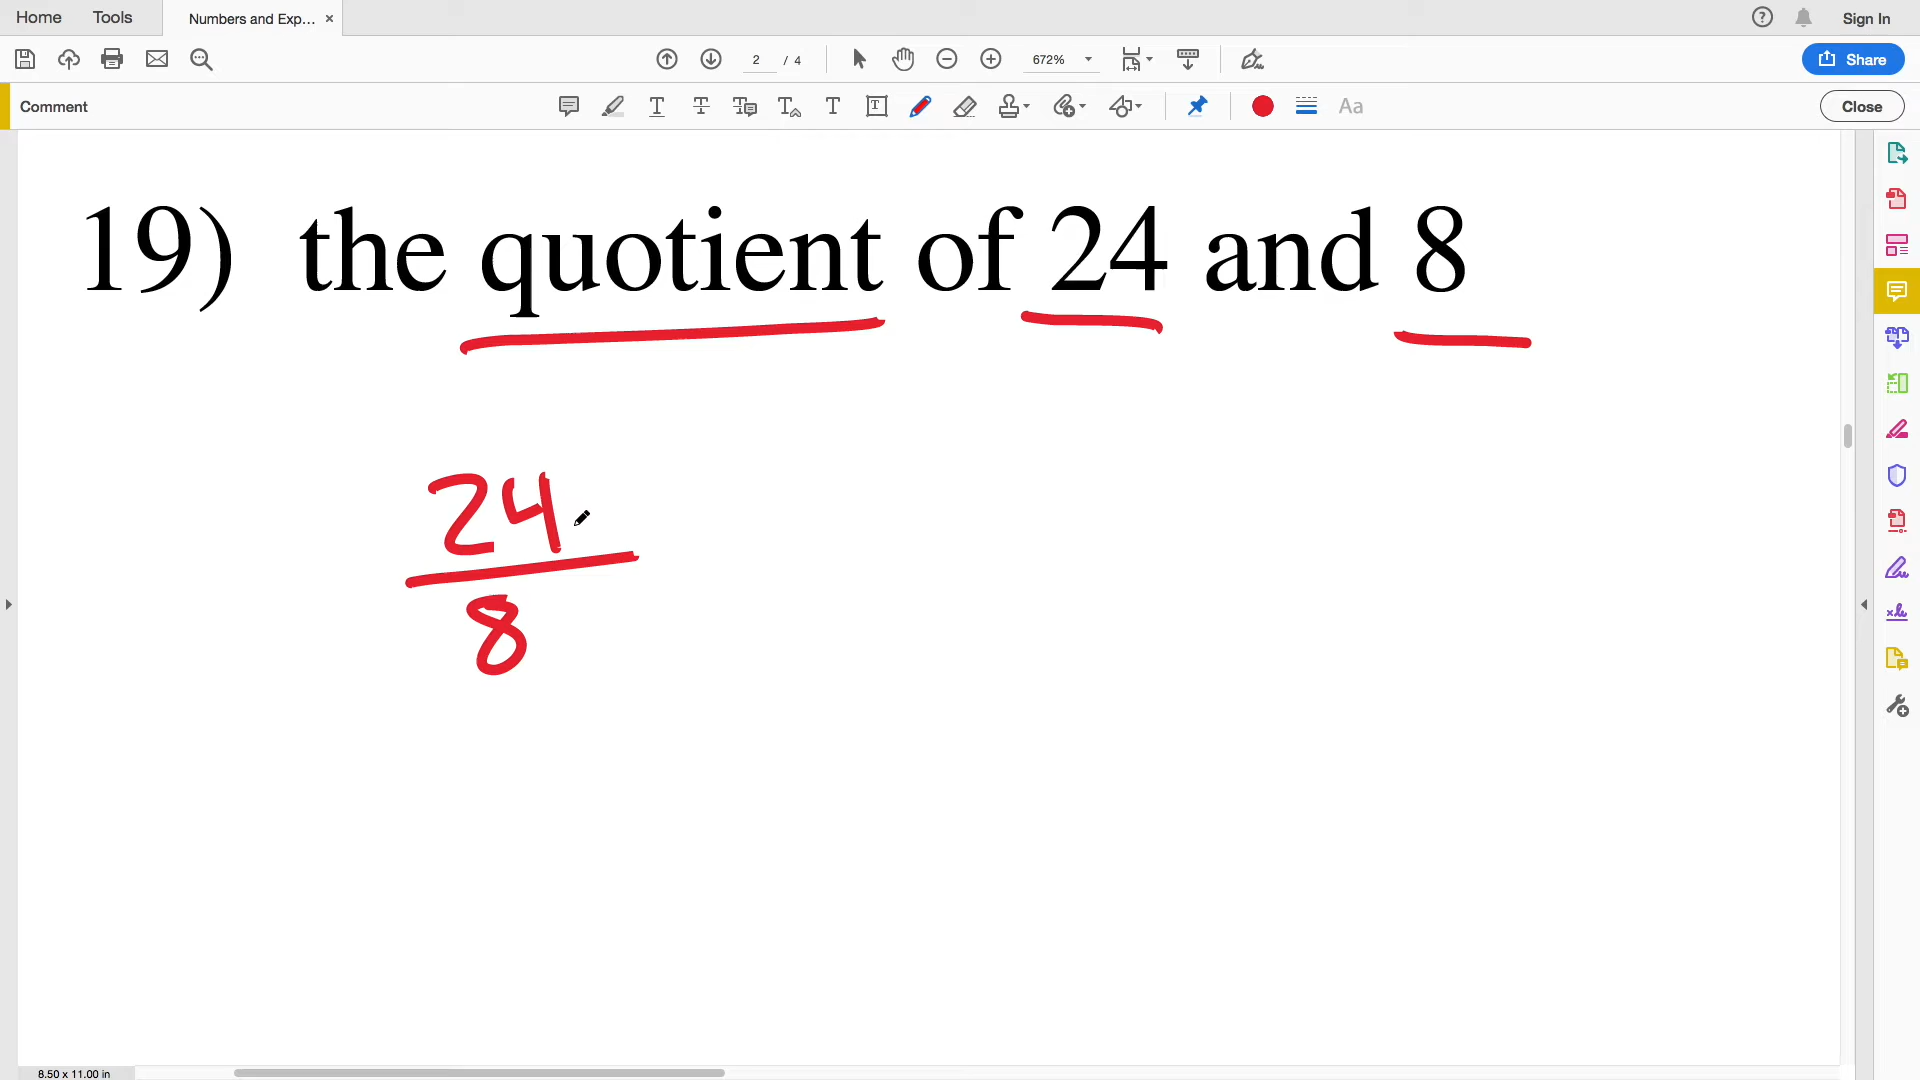 Home Tools Numbers and Exp... × Sign In
2 / 4 672% Share
Comment Aa Close
19) the quotient of 24 and 8
24
8
8.50 x 11.00 in